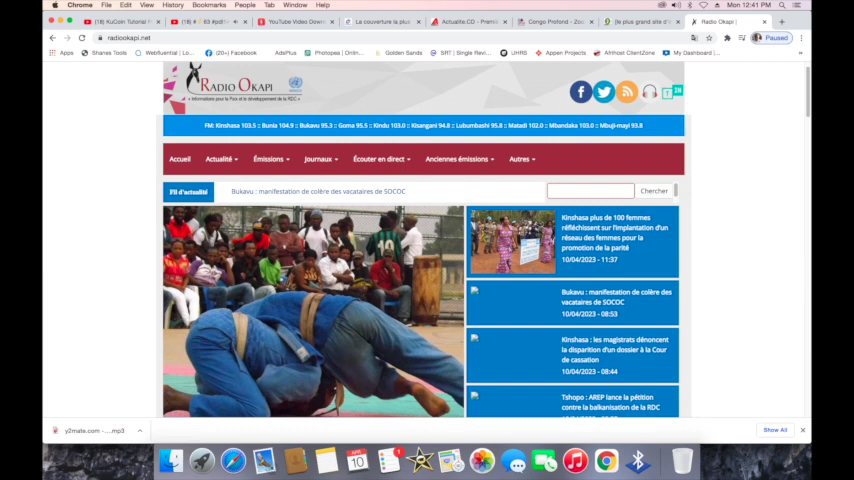 Chrome File Edit View History Bookmarks People Tab Window Help Mon 12:41 PM
KuCoin Tutorial F
YouTube Video Down
La couverture la plus
Actualite.CD - Premie
Congo Profond - Zoo
Radio Okapi |
radiookapi.net
Paused
Apps Shanes Tools Webfluential | Lo... (20+) Facebook AdsPlus Photopea | Onlin... Golden Sands SRT | Single Revi... UHRS Appen Projects Afrihost ClientZone My Dashboard |...
RADIO OKAPI
« Informations pour la Paix et le développement de la RDC »
FM: Kinshasa 103.5 :: Bunia 104.9 :: Bukavu 95.3 :: Goma 95.5 :: Kindu 103.0 :: Kisangani 94.8 :: Lubumbashi 95.8 :: Matadi 102.0 :: Mbandaka 103.0 :: Mbuji-mayi 93.8
Accueil Actualité Émissions Journaux Écouter en direct Anciennes émissions Autres
Fil d'actualité Bukavu : manifestation de colère des vacataires de SOCOC Chercher
Kinshasa plus de 100 femmes
réfléchissent sur l'implantation d'un
réseau des femmes pour la
promotion de la parité
10/04/2023 - 11:37
Bukavu : manifestation de colère des
vacataires de SOCOC
10/04/2023 - 08:53
Kinshasa : les magistrats dénoncent
la disparition d'un dossier à la Cour
de cassation
10/04/2023 - 08:44
Tshopo : AREP lance la pétition
contre la balkanisation de la RDC
10
y2mate.com -....mp3 Show All
APR
10
1